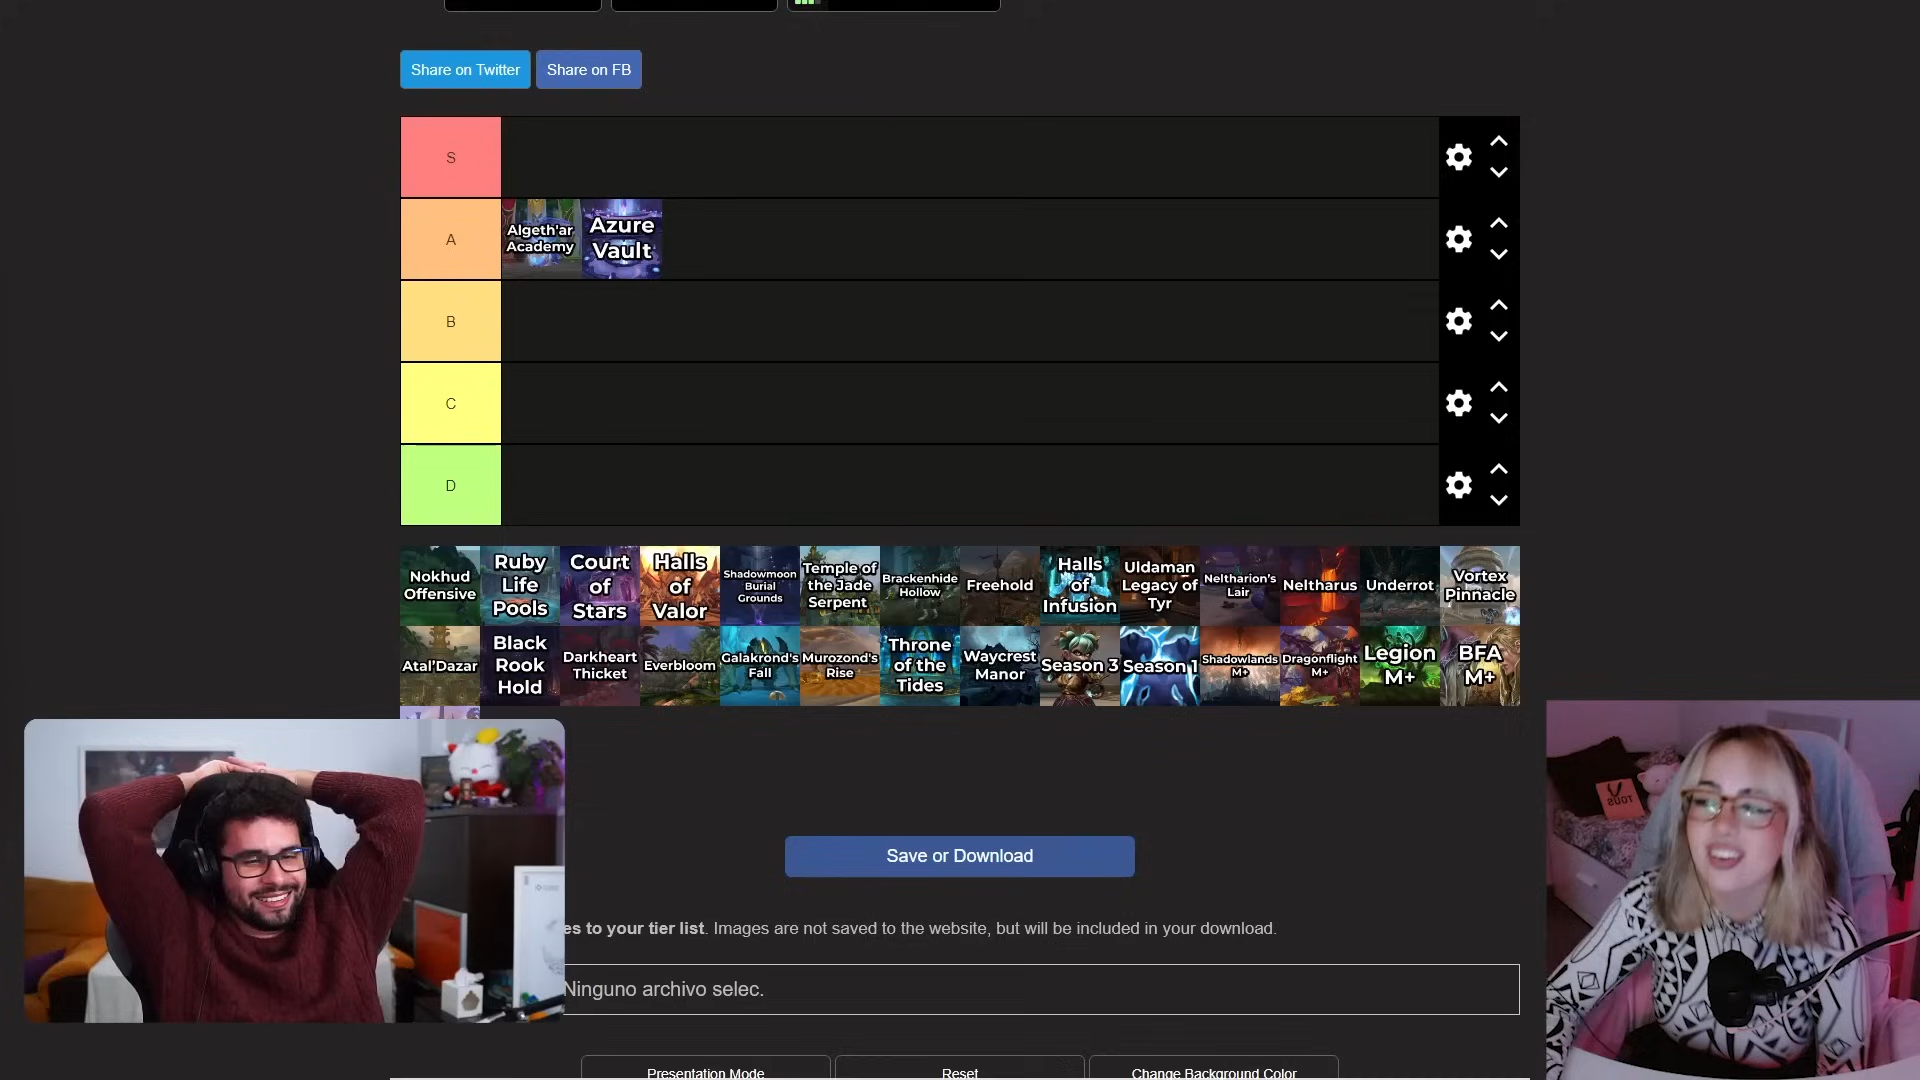 Share on Twitter
Share on FB
S
A
Algeth'ar
Academy
Azure
Vault
B
C
D
Nokhud
Offensive
Ruby
Life
Pools
Court
of
Stars
Halls
of
Valor
Shadowmoon
Burial
Grounds
Temple of
the Jade
Serpent
Brackenhide
Hollow
Freehold
Halls
of
Infusion
Uldaman
Legacy of
Tyr
Neltharion's
Lair
Neltharus
Underrot
Vortex
Pinnacle
Atal'Dazar
Black
Rook
Hold
Darkheart
Thicket
Everbloom
Galakrond's
Fall
Murozond's
Rise
Throne
of the
Tides
Waycrest
Manor
Season 3
Season 1
Shadowlands
M+
Dragonflight
M+
Legion
M+
BFA
M+
Save or Download
es to your tier list. Images are not saved to the website, but will be included in your download.
Ninguno archivo selec.
Presentation Mode
Reset
Change Background Color